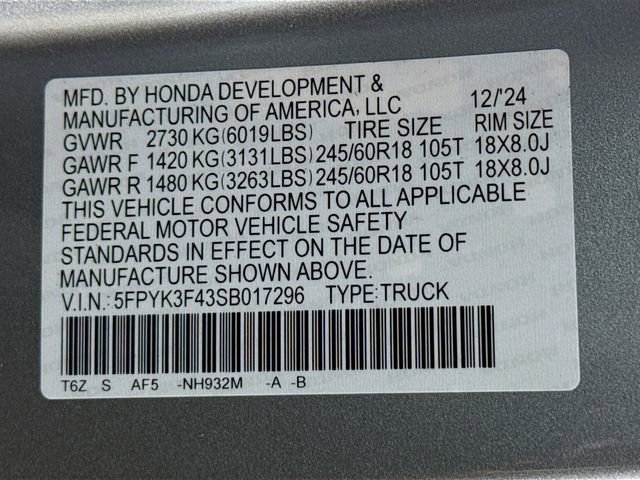 MFD. BY HONDA DEVELOPMENT &
MANUFACTURING OF AMERICA, LLC 12/'24
GVWR 2730 KG(6019LBS) TIRE SIZE RIM SIZE
GAWR F 1420 KG(3131LBS) 245/60R18 105T 18X8.0J
GAWR R 1480 KG(3263LBS) 245/60R18 105T 18X8.0J
THIS VEHICLE CONFORMS TO ALL APPLICABLE
FEDERAL MOTOR VEHICLE SAFETY
STANDARDS IN EFFECT ON THE DATE OF
MANUFACTURE SHOWN ABOVE.
V.I.N.: 5FPYK3F43SB017296 TYPE:TRUCK
T6Z S AF5 -NH932M -A -B